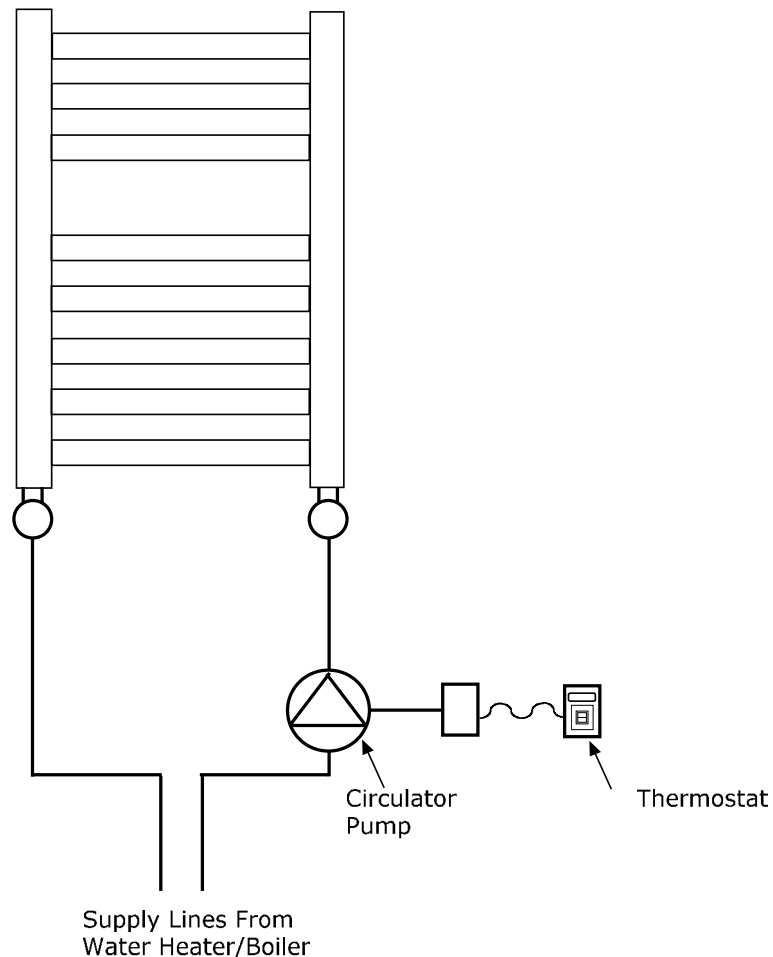 Circulator
Pump
Thermostat
Supply Lines From
Water Heater/Boiler